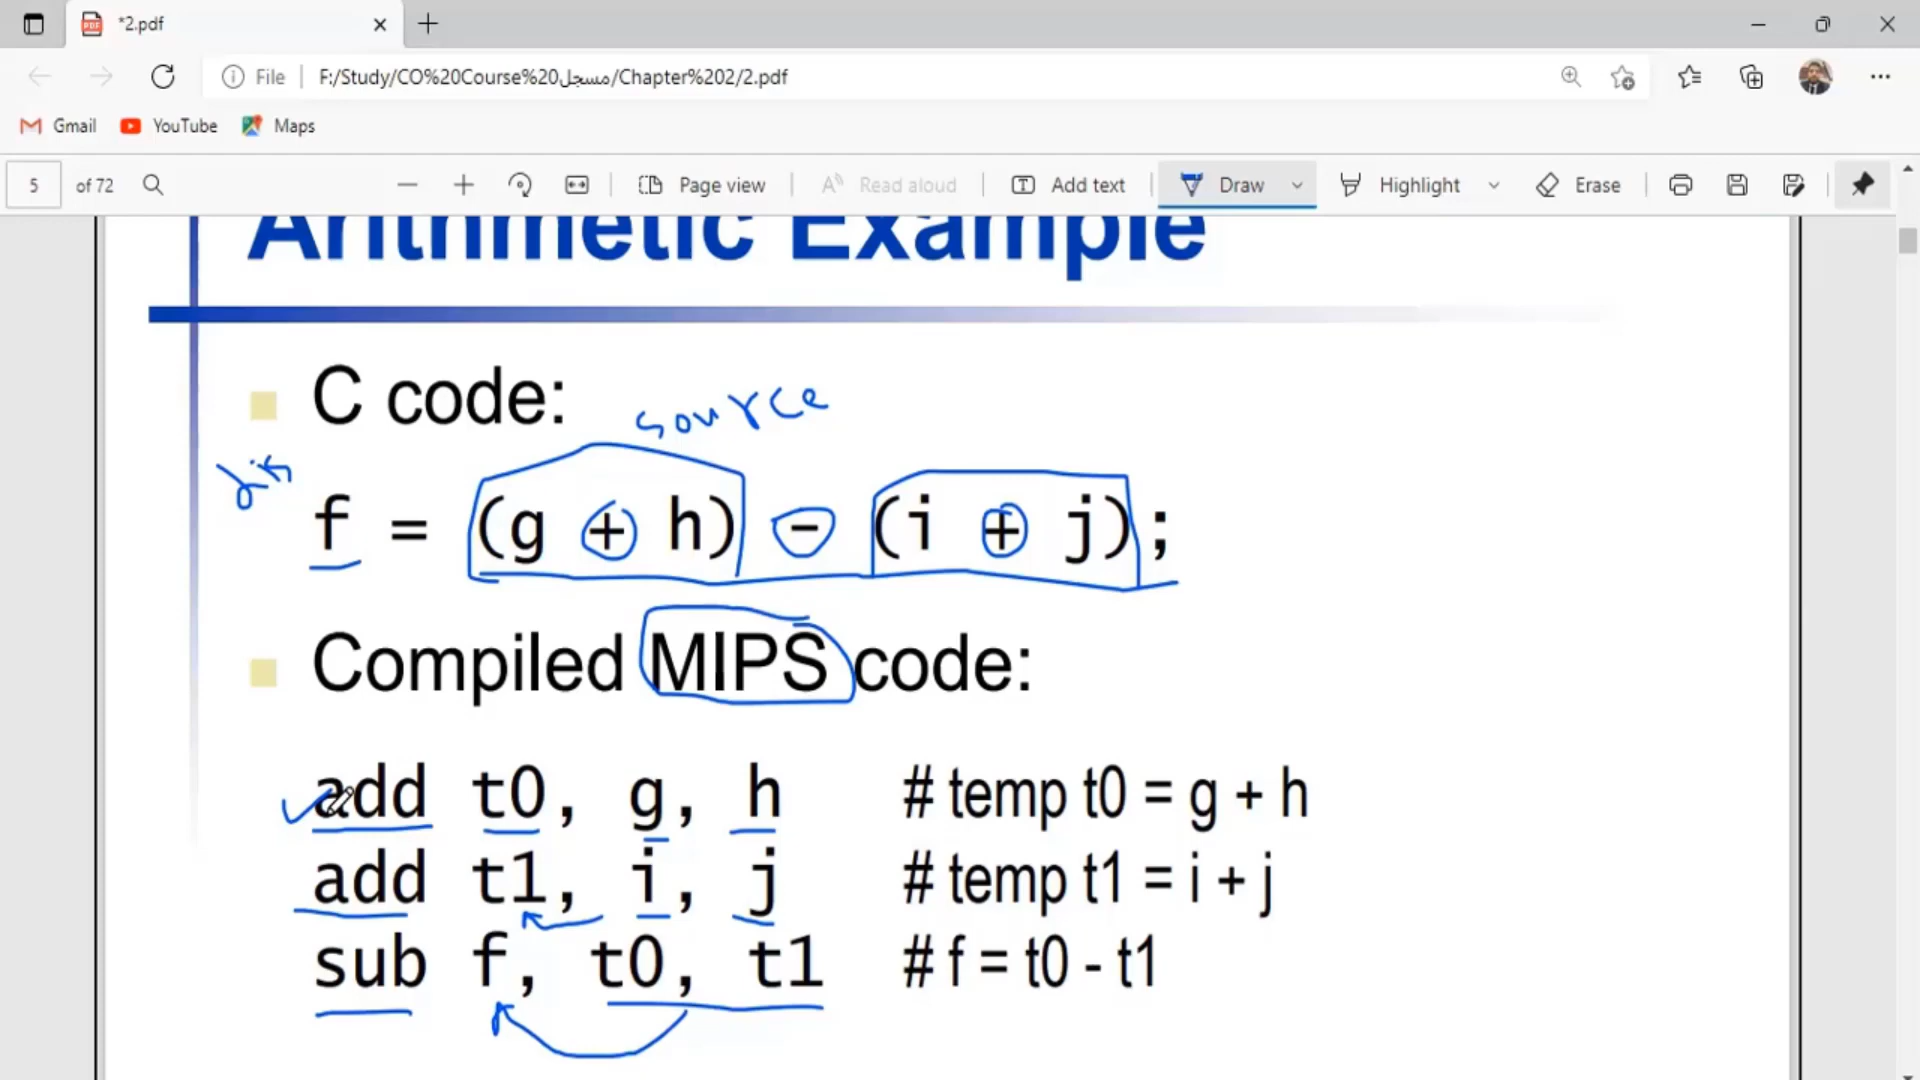 *2.pdf
File F:/Study/CO%20Course%20مسجل/Chapter%202/2.pdf
Gmail YouTube Maps
5 of 72 Page view Read aloud Add text Draw Highlight Erase
Arithmetic Example
C code:
source
f = (g + h) - (i + j);
Compiled MIPS code:
add t0, g, h # temp t0 = g + h
add t1, i, j # temp t1 = i + j
sub f, t0, t1 # f = t0 - t1